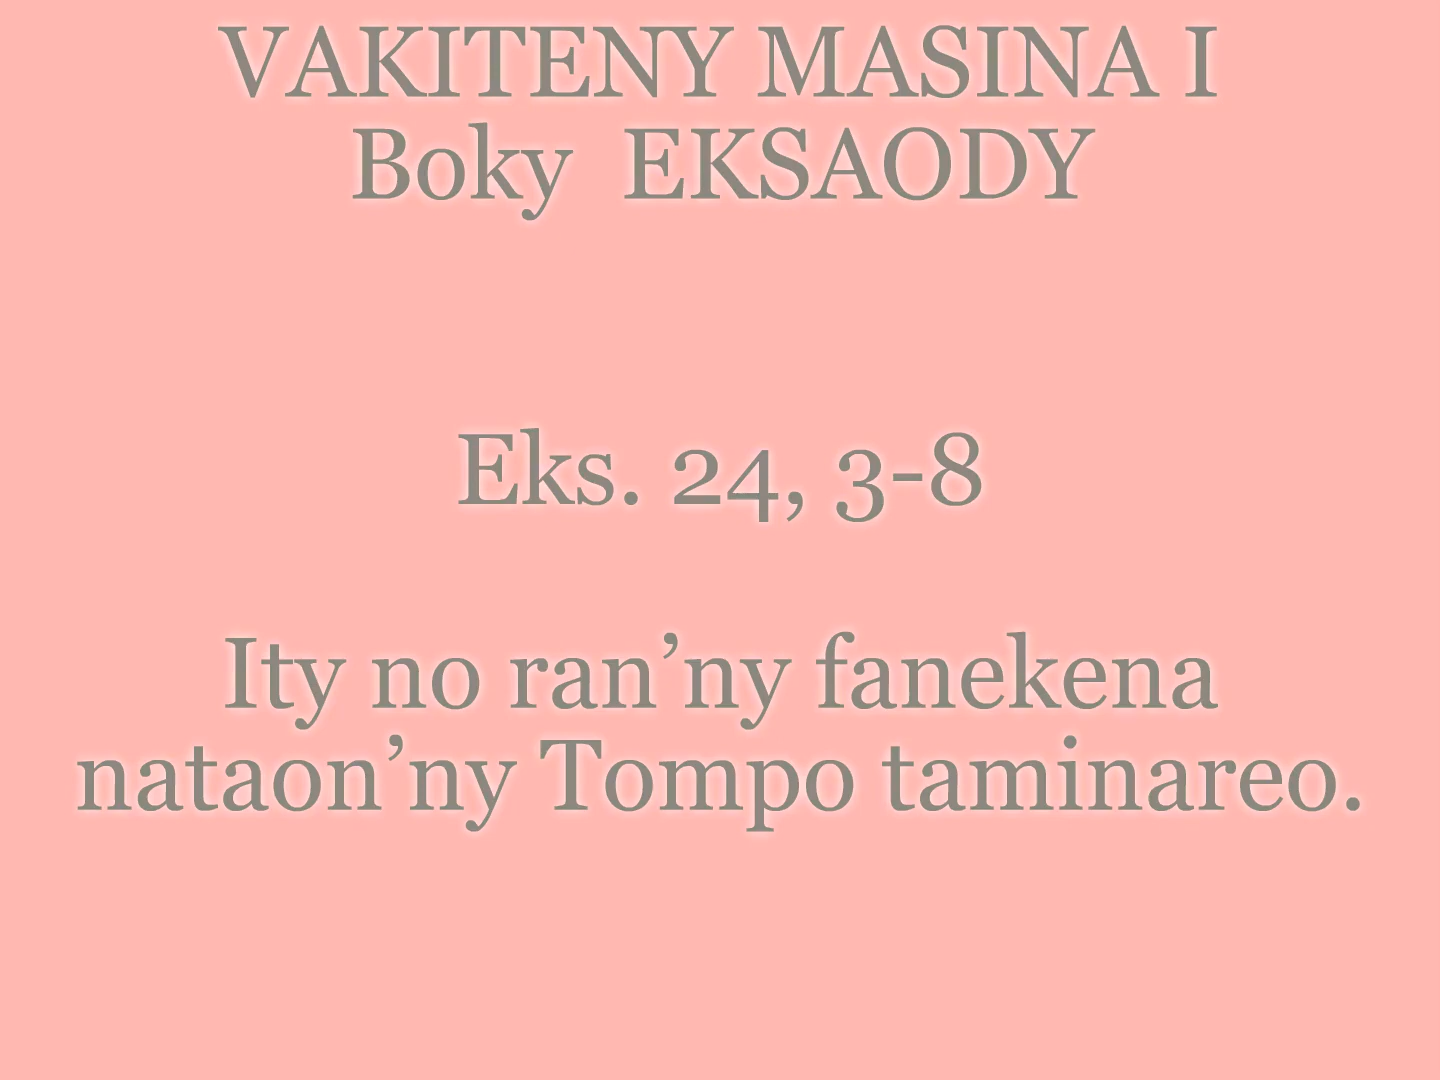 VAKITENY MASINA I
Boky  EKSAODY
Eks. 24, 3-8
Ity no ran’ny fanekena
nataon’ny Tompo taminareo.